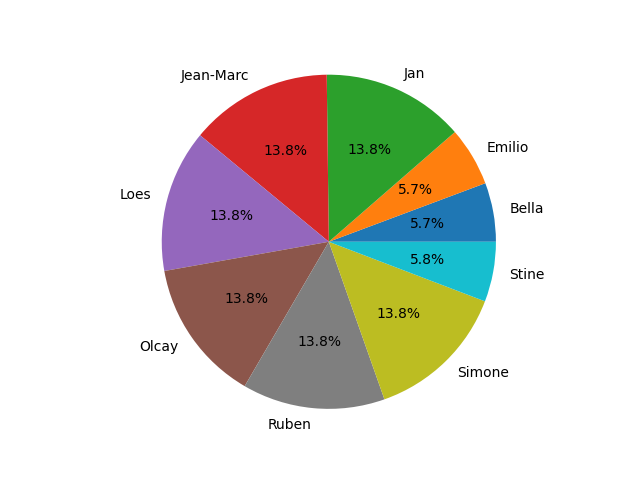 Jan
Jean-Marc
Emilio
Loes
Bella
Stine
Olcay
Simone
Ruben
13.8%
13.8%
5.7%
13.8%
5.7%
5.8%
13.8%
13.8%
13.8%